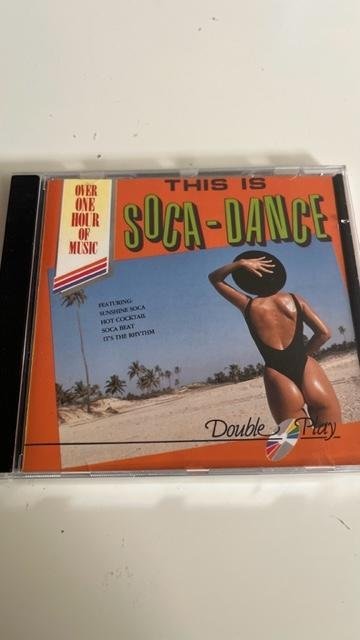 OVER
ONE
HOUR
OF
MUSIC
THIS IS
SOCA-DANCE
FEATURING:
SUNSHINE SOCA
HOT COCKTAIL
SOCA BEAT
IT'S THE RHYTHM
Double Play